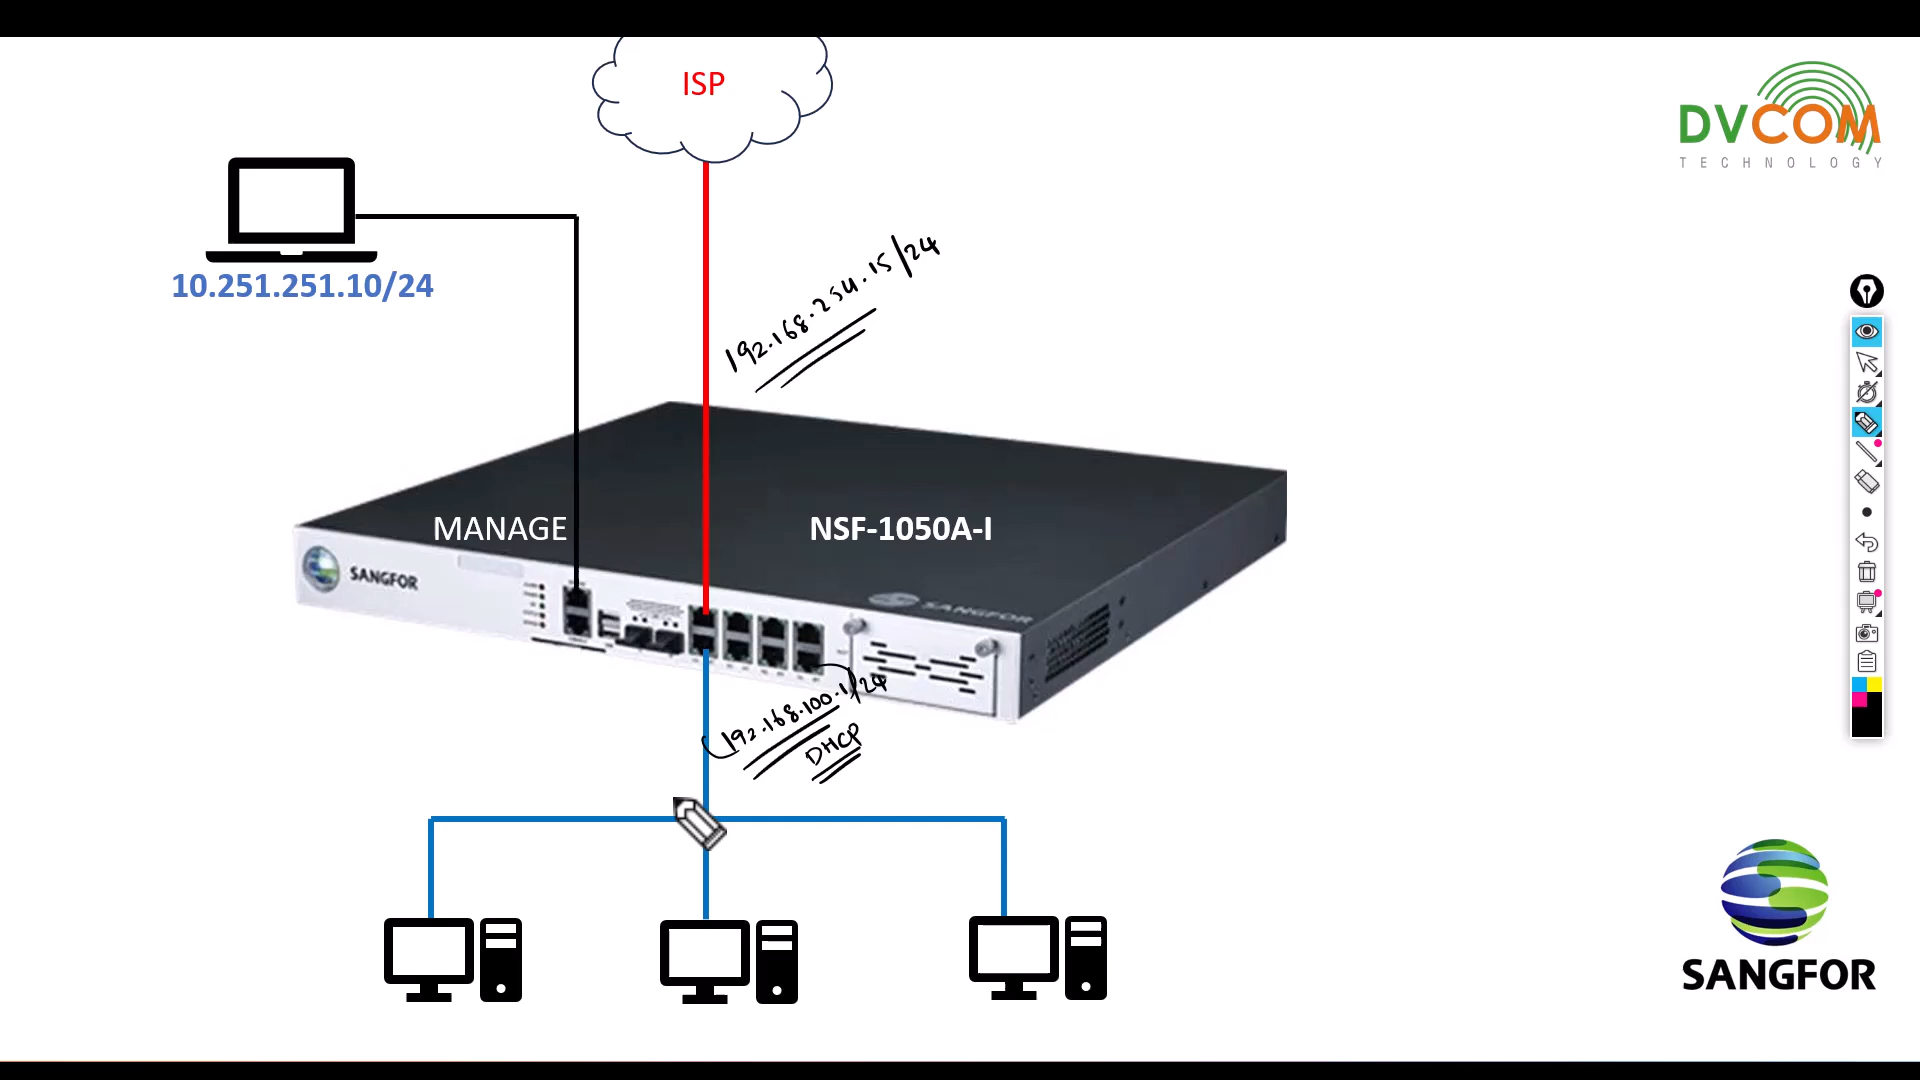 ISP
DVCOM
TECHNOLOGY
10.251.251.10/24
192.168.254.15/24
MANAGE
NSF-1050A-I
SANGFOR
SANGFOR
192.168.100.1/24
DHCP
SANGFOR